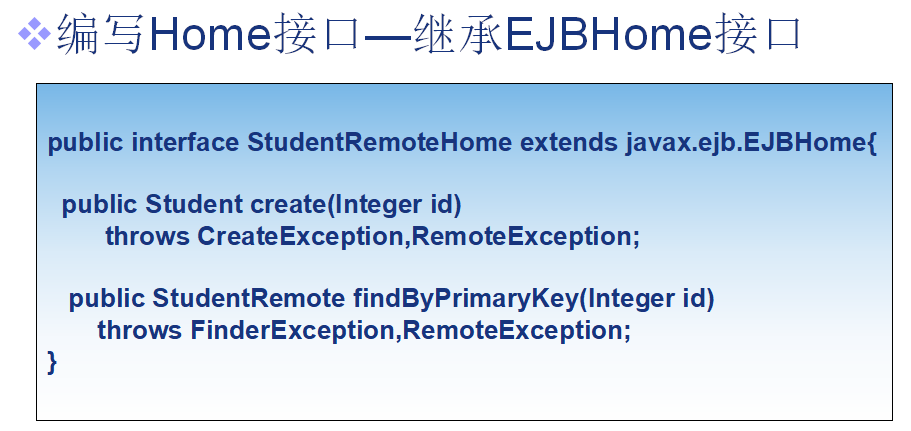 编写Home接口—继承EJBHome接口
public interface StudentRemoteHome extends javax.ejb.EJBHome{
public Student create(Integer id)
throws CreateException,RemoteException;
public StudentRemote findByPrimaryKey(Integer id)
throws FinderException,RemoteException;
}